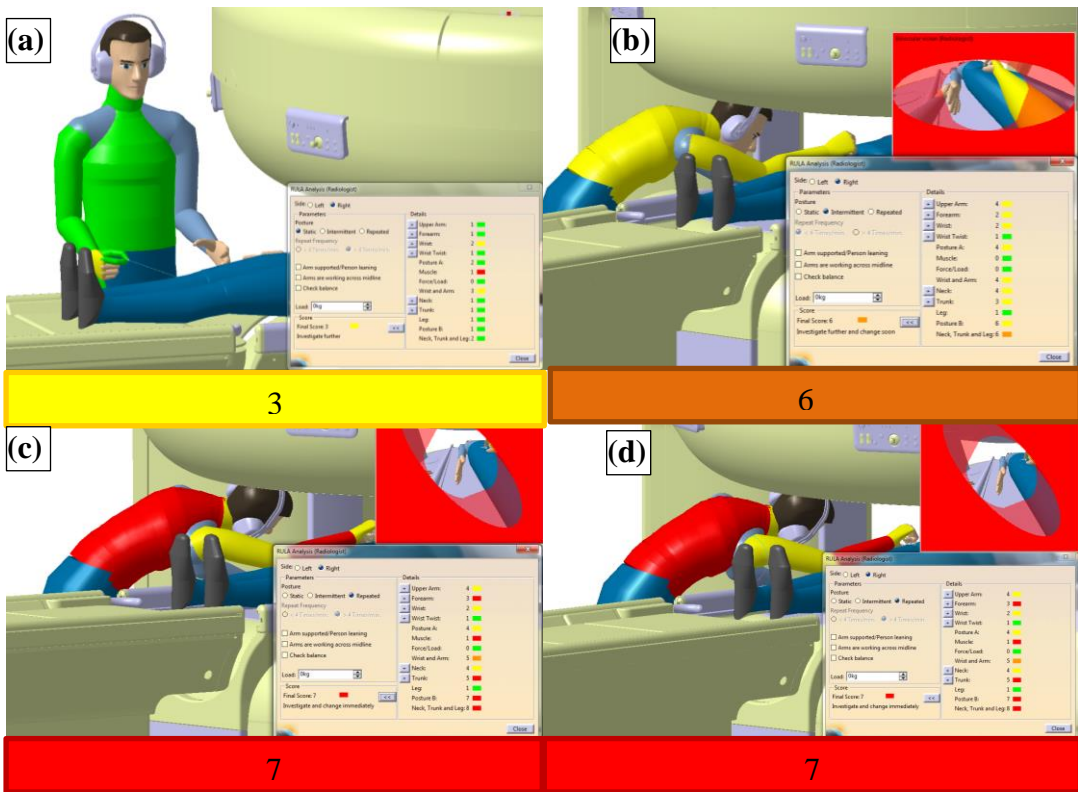 (a)
RULA Analysis (Radiologist)
Side: Left Right
Parameters
Posture
Static Intermittent Repeated
Repeat Frequency
Arm supported/Person leaning
Arms are working across midline
Check balance
Load: 0kg
Score
Final Score: 3
Investigate further
<<
Details
Upper Arm: 1
Forearm: 1
Wrist: 2
Wrist Twist: 1
Posture A: 2
Muscle: 1
Force/Load: 0
Wrist and Arm: 3
Neck: 1
Trunk: 1
Leg: 1
Posture B: 1
Neck, Trunk and Leg: 2
Close
3
(b)
(Radiologist)
RULA Analysis (Radiologist)
Side: Left Right
Parameters
Posture
Static Intermittent Repeated
Repeat Frequency
Arm supported/Person leaning
Arms are working across midline
Check balance
Load: 0kg
Score
Final Score: 6
Investigate further and change soon
<<
Details
Upper Arm: 4
Forearm: 2
Wrist: 2
Wrist Twist: 1
Posture A: 4
Muscle: 0
Force/Load: 0
Wrist and Arm: 4
Neck: 4
Trunk: 3
Leg: 1
Posture B: 6
Neck, Trunk and Leg: 6
Close
6
(c)
RULA Analysis (Radiologist)
Side: Left Right
Parameters
Posture
Static Intermittent Repeated
Repeat Frequency
Arm supported/Person leaning
Arms are working across midline
Check balance
Load: 0kg
Score
Final Score: 7
Investigate and change immediately
<<
Details
Upper Arm: 4
Forearm: 3
Wrist: 2
Wrist Twist: 1
Posture A: 4
Muscle: 1
Force/Load: 0
Wrist and Arm: 5
Neck: 4
Trunk: 5
Leg: 1
Posture B: 7
Neck, Trunk and Leg: 8
Close
7
(d)
RULA Analysis (Radiologist)
Side: Left Right
Parameters
Posture
Static Intermittent Repeated
Repeat Frequency
Arm supported/Person leaning
Arms are working across midline
Check balance
Load: 0kg
Score
Final Score: 7
Investigate and change immediately
<<
Details
Upper Arm: 4
Forearm: 3
Wrist: 2
Wrist Twist: 1
Posture A: 4
Muscle: 1
Force/Load: 0
Wrist and Arm: 5
Neck: 4
Trunk: 5
Leg: 1
Posture B: 7
Neck, Trunk and Leg: 8
Close
7